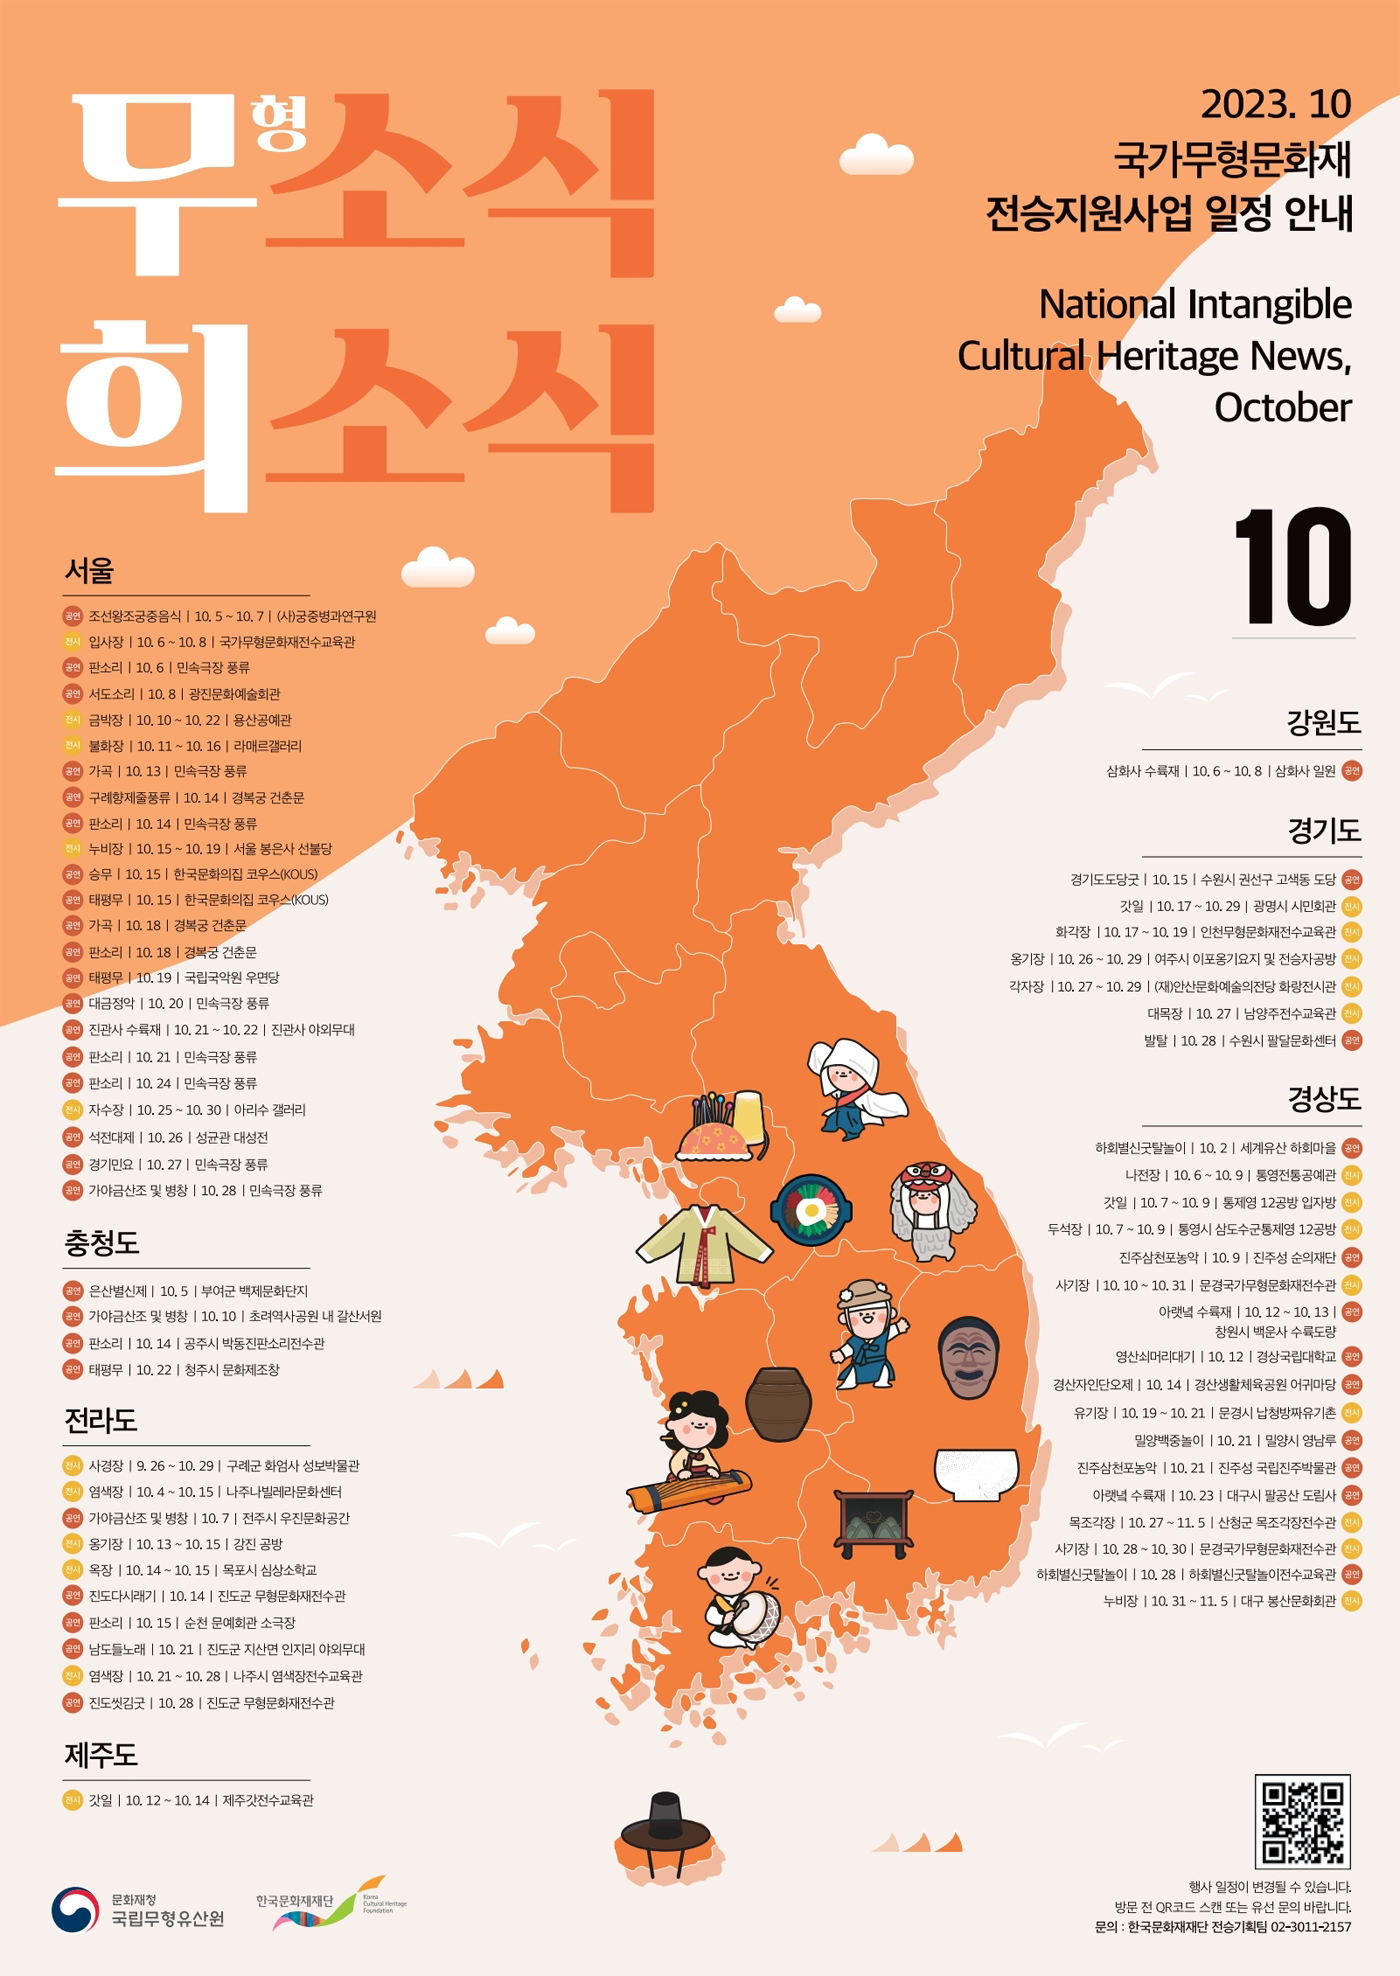 무형소식
희소식
2023. 10
국가무형문화재
전승지원사업 일정 안내
National Intangible
Cultural Heritage News,
October
10
서울
공연 조선왕조궁중음식 | 10. 5 ~ 10. 7 | (사)궁중병과연구원
전시 입사장 | 10. 6 ~ 10. 8 | 국가무형문화재전수교육관
공연 판소리 | 10. 6 | 민속극장 풍류
공연 서도소리 | 10. 8 | 광진문화예술회관
전시 금박장 | 10. 10 ~ 10. 22 | 용산공예관
전시 불화장 | 10. 11 ~ 10. 16 | 라메르갤러리
공연 가곡 | 10. 13 | 민속극장 풍류
공연 구례향제줄풍류 | 10. 14 | 경복궁 건춘문
공연 판소리 | 10. 14 | 민속극장 풍류
전시 누비장 | 10. 15 ~ 10. 19 | 서울 봉은사 선불당
공연 승무 | 10. 15 | 한국문화의집 코우스(KOUS)
공연 태평무 | 10. 15 | 한국문화의집 코우스(KOUS)
공연 가곡 | 10. 18 | 경복궁 건춘문
공연 판소리 | 10. 18 | 경복궁 건춘문
공연 태평무 | 10. 19 | 국립국악원 우면당
공연 대금정악 | 10. 20 | 민속극장 풍류
공연 진관사 수륙재 | 10. 21 ~ 10. 22 | 진관사 야외무대
공연 판소리 | 10. 21 | 민속극장 풍류
공연 판소리 | 10. 24 | 민속극장 풍류
전시 자수장 | 10. 25 ~ 10. 30 | 아리수 갤러리
공연 석전대제 | 10. 26 | 성균관 대성전
공연 경기민요 | 10. 27 | 민속극장 풍류
공연 가야금산조 및 병창 | 10. 28 | 민속극장 풍류
충청도
공연 은산별신제 | 10. 5 | 부여군 백제문화단지
공연 가야금산조 및 병창 | 10. 10 | 초려역사공원 내 갈산서원
공연 판소리 | 10. 14 | 공주시 박동진판소리전수관
공연 태평무 | 10. 22 | 청주시 문화제조창
전라도
전시 사경장 | 9. 26 ~ 10. 29 | 구례군 화엄사 성보박물관
전시 염색장 | 10. 4 ~ 10. 15 | 나주나빌레라문화센터
공연 가야금산조 및 병창 | 10. 7 | 전주시 우진문화공간
전시 옹기장 | 10. 13 ~ 10. 15 | 강진 공방
전시 옥장 | 10. 14 ~ 10. 15 | 목포시 심상소학교
공연 진도다시래기 | 10. 14 | 진도군 무형문화재전수관
공연 판소리 | 10. 15 | 순천 문예회관 소극장
공연 남도들노래 | 10. 21 | 진도군 지산면 인지리 야외무대
전시 염색장 | 10. 21 ~ 10. 28 | 나주시 염색장전수교육관
공연 진도씻김굿 | 10. 28 | 진도군 무형문화재전수관
제주도
전시 갓일 | 10. 12 ~ 10. 14 | 제주갓전수교육관
강원도
삼화사 수륙재 | 10. 6 ~ 10. 8 | 삼화사 일원 공연
경기도
경기도도당굿 | 10. 15 | 수원시 권선구 고색동 도당 공연
갓일 | 10. 17 ~ 10. 29 | 광명시 시민회관 전시
화각장 | 10. 17 ~ 10. 19 | 인천무형문화재전수교육관 전시
옹기장 | 10. 26 ~ 10. 29 | 여주시 이포옹기요지 및 전승자공방 전시
각자장 | 10. 27 ~ 10. 29 | (재)안산문화예술의전당 화랑전시관 전시
대목장 | 10. 27 | 남양주전수교육관 전시
발탈 | 10. 28 | 수원시 팔달문화센터 공연
경상도
하회별신굿탈놀이 | 10. 2 | 세계유산 하회마을 공연
나전장 | 10. 6 ~ 10. 9 | 통영전통공예관 전시
갓일 | 10. 7 ~ 10. 9 | 통제영 12공방 입자방 전시
두석장 | 10. 7 ~ 10. 9 | 통영시 삼도수군통제영 12공방 전시
진주삼천포농악 | 10. 9 | 진주성 순의재단 공연
사기장 | 10. 10 ~ 10. 31 | 문경국가무형문화재전수관 전시
아랫녘 수륙재 | 10. 12 ~ 10. 13 | 공연
창원시 백운사 수륙도량
영산쇠머리대기 | 10. 12 | 경상국립대학교 공연
경산자인단오제 | 10. 14 | 경산생활체육공원 어귀마당 공연
유기장 | 10. 19 ~ 10. 21 | 문경시 납청방짜유기촌 전시
밀양백중놀이 | 10. 21 | 밀양시 영남루 공연
진주삼천포농악 | 10. 21 | 진주성 국립진주박물관 공연
아랫녘 수륙재 | 10. 23 | 대구시 팔공산 도림사 공연
목조각장 | 10. 27 ~ 11. 5 | 산청군 목조각장전수관 전시
사기장 | 10. 28 ~ 10. 30 | 문경국가무형문화재전수관 전시
하회별신굿탈놀이 | 10. 28 | 하회별신굿탈놀이전수교육관 공연
누비장 | 10. 31 ~ 11. 5 | 대구 봉산문화회관 전시
문화재청
국립무형유산원
한국문화재재단
Korea
Cultural Heritage
Foundation
행사 일정이 변경될 수 있습니다.
방문 전 QR코드 스캔 또는 유선 문의 바랍니다.
문의 : 한국문화재재단 전승기획팀 02-3011-2157